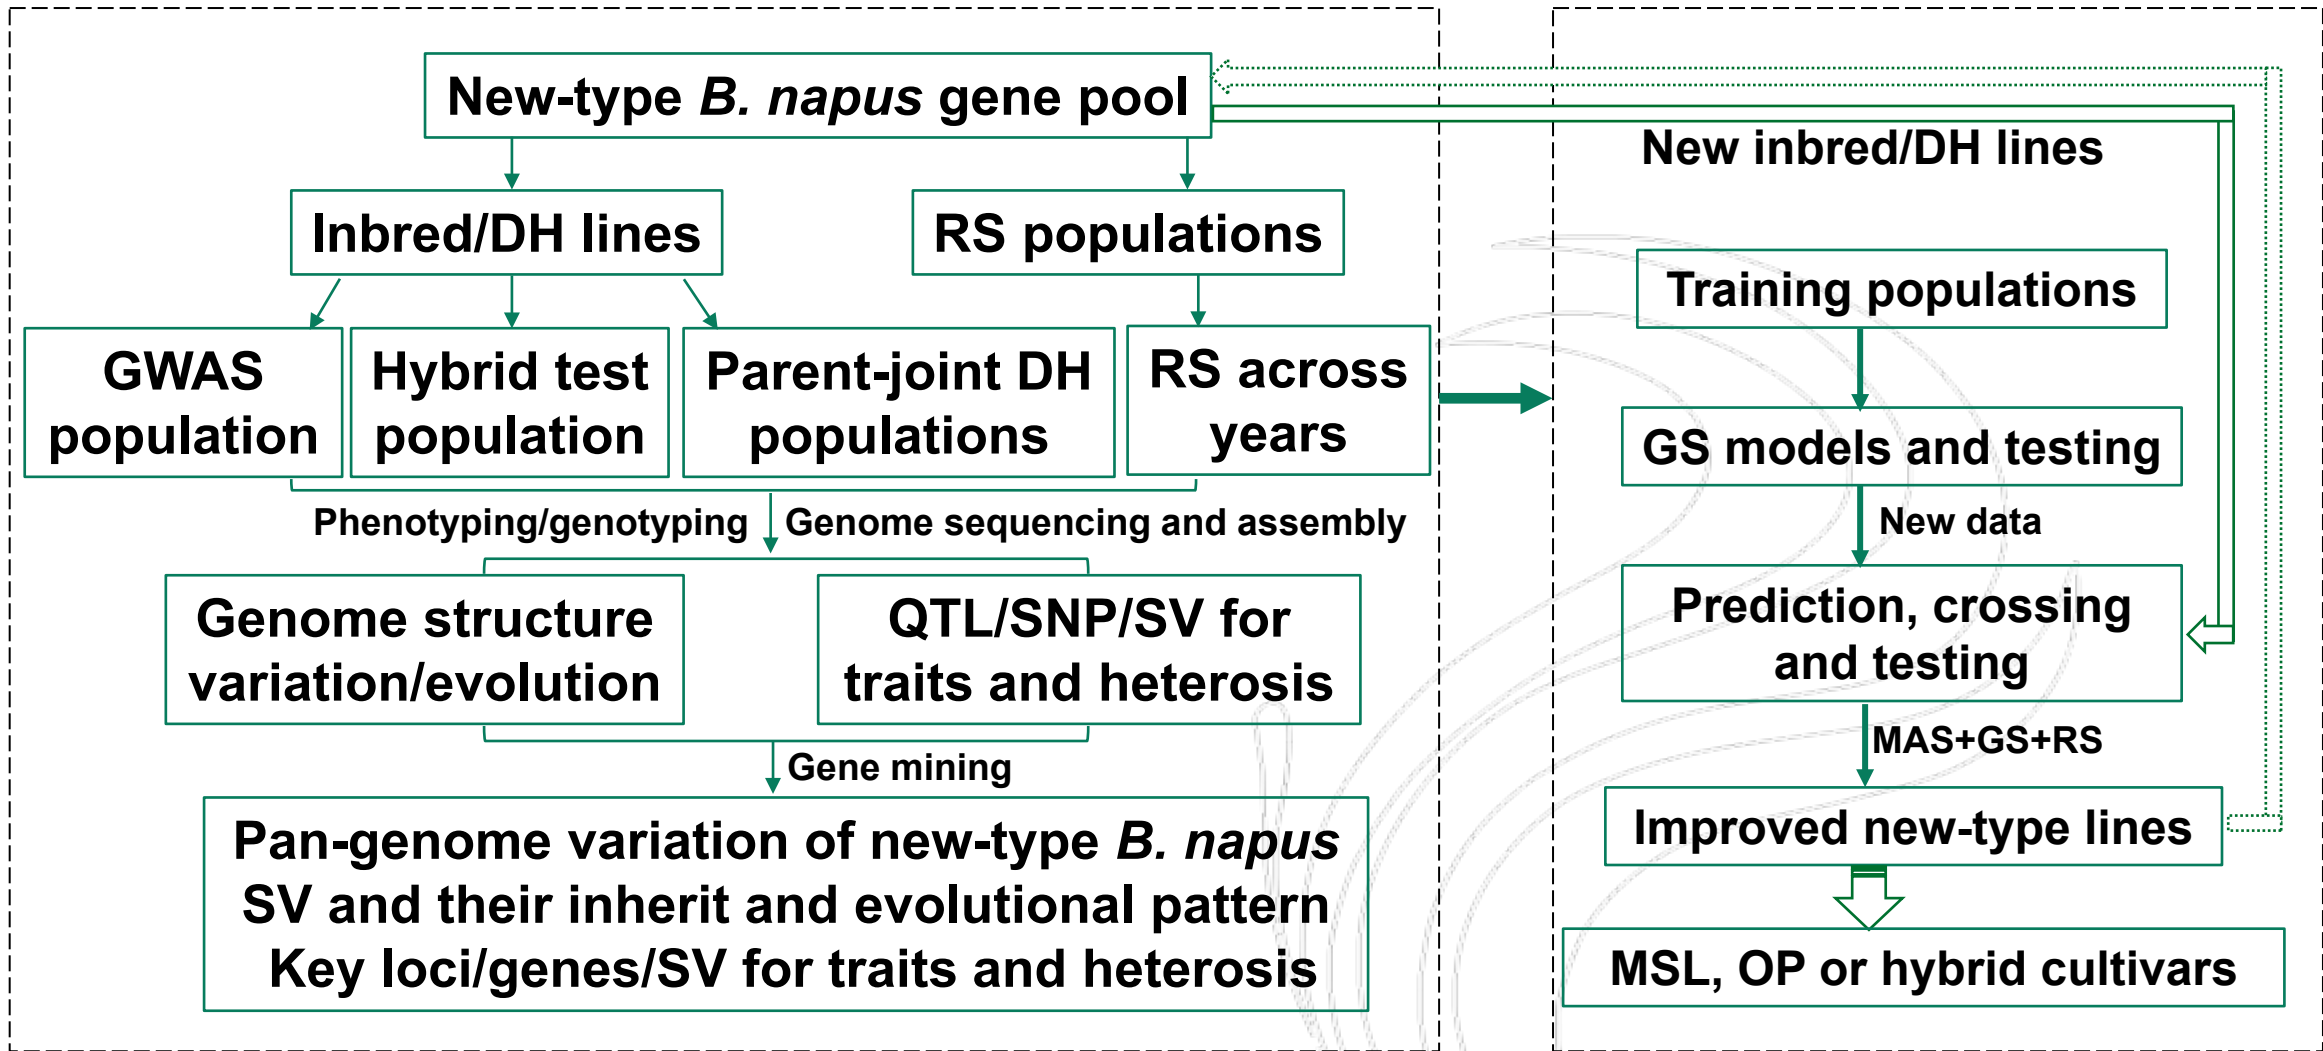 New-type B. napus gene pool
Inbred/DH lines
RS populations
GWAS
population
Hybrid test
population
Parent-joint DH
populations
RS across
years
Phenotyping/genotyping
Genome sequencing and assembly
Genome structure
variation/evolution
QTL/SNP/SV for
traits and heterosis
Gene mining
Pan-genome variation of new-type B. napus
SV and their inherit and evolutional pattern
Key loci/genes/SV for traits and heterosis
New inbred/DH lines
Training populations
GS models and testing
New data
Prediction, crossing
and testing
MAS+GS+RS
Improved new-type lines
MSL, OP or hybrid cultivars